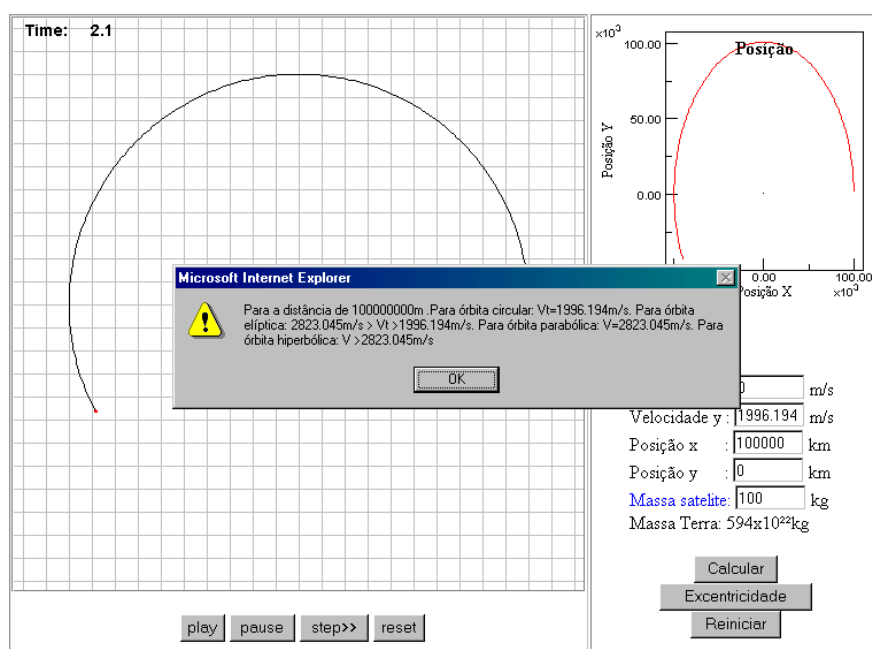 Time: 2.1
×10³
100.00
Posição
50.00
Posição Y
0.00
Microsoft Internet Explorer
0.00 100.00
Posição X ×10³
Para a distância de 100000000m .Para órbita circular: Vt=1996.194m/s. Para órbita
elíptica: 2823.045m/s > Vt >1996.194m/s. Para órbita parabólica: V=2823.045m/s. Para
órbita hiperbólica: V >2823.045m/s
OK
0 m/s
Velocidade y : 1996.194 m/s
Posição x : 100000 km
Posição y : 0 km
Massa satelite: 100 kg
Massa Terra: 594x10²²kg
Calcular
Excentricidade
Reiniciar
play pause step>> reset